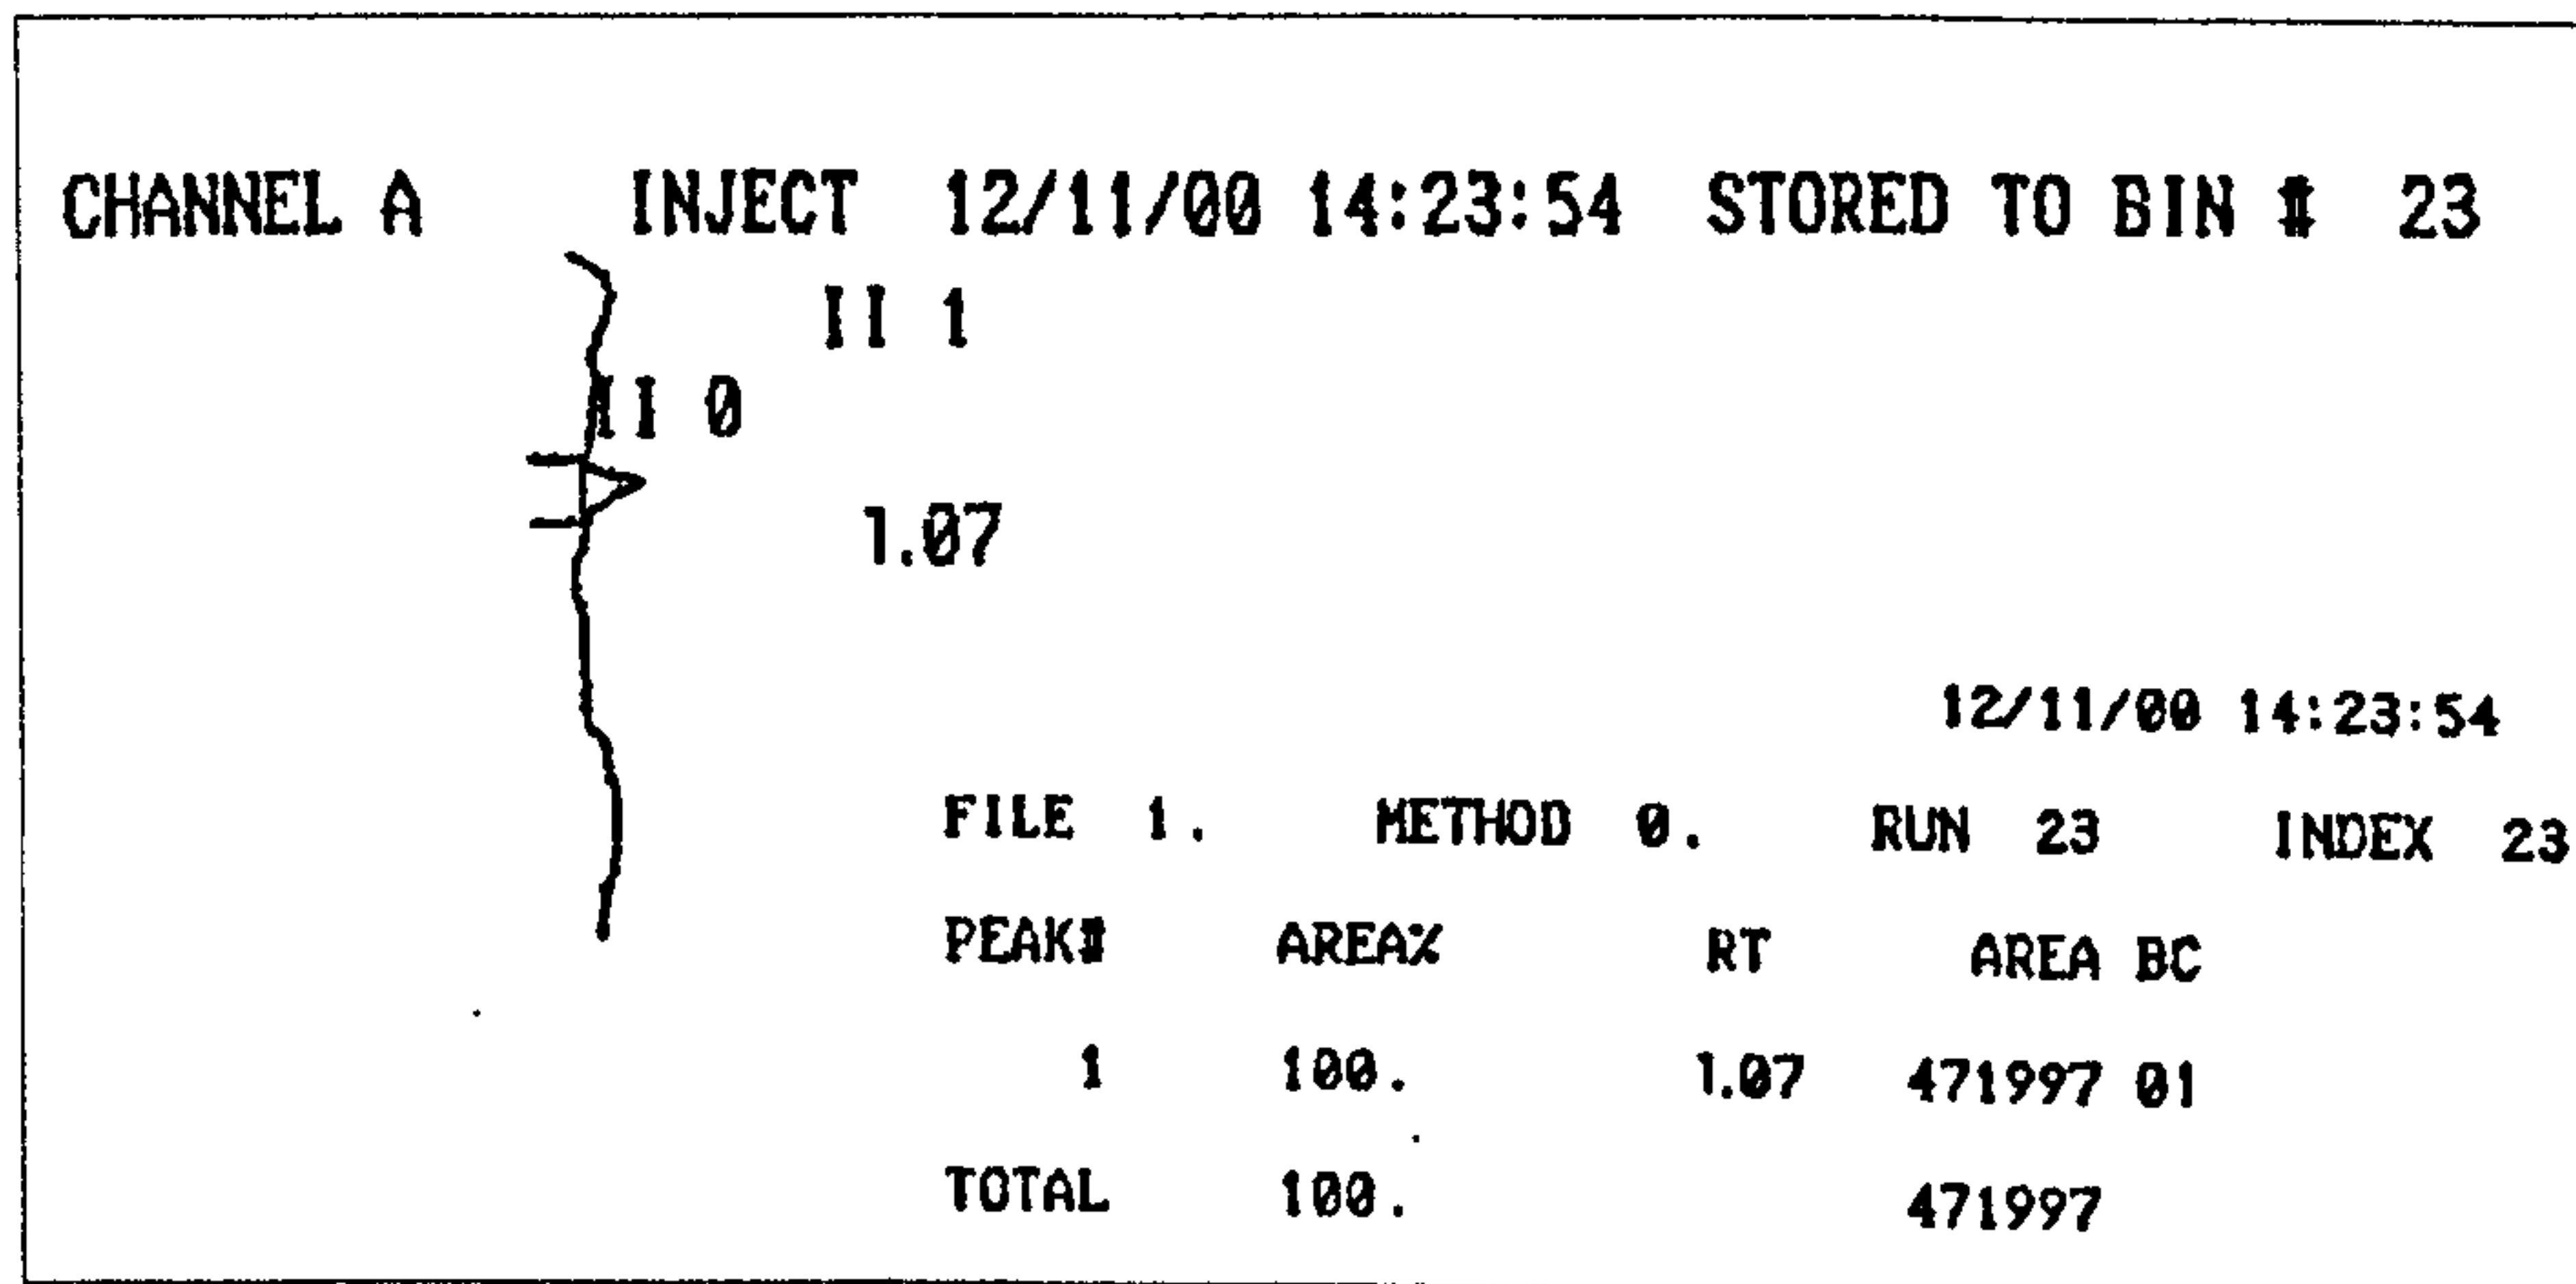 CHANNEL A INJECT 12/11/00 14:23:54 STORED TO BIN # 23
II 1
II 0
1.07
12/11/00 14:23:54
FILE 1. METHOD 0. RUN 23 INDEX 23
PEAK# AREA% RT AREA BC
1 100. 1.07 471997 01
TOTAL 100. 471997